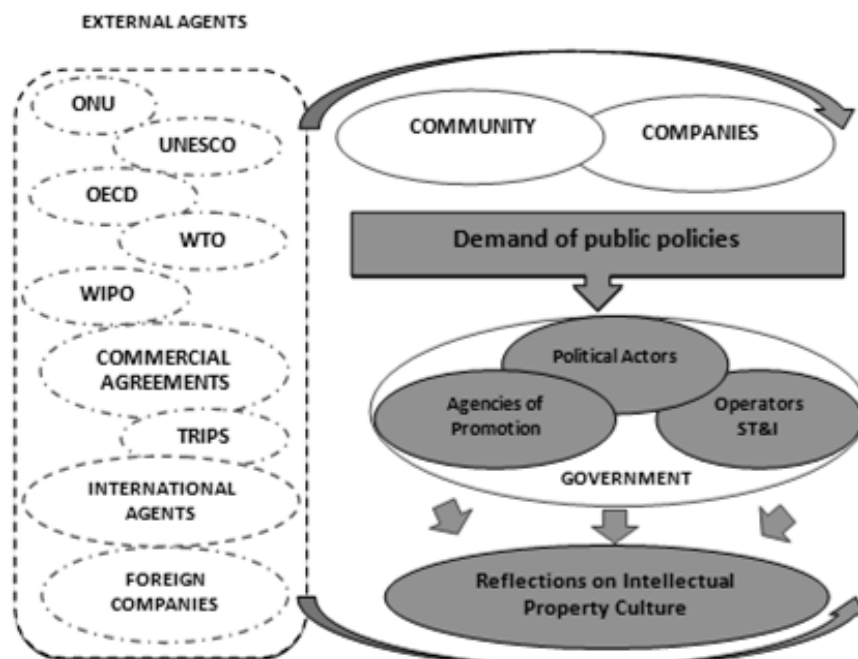 EXTERNAL AGENTS
ONU
UNESCO
OECD
WTO
WIPO
COMMERCIAL
AGREEMENTS
TRIPS
INTERNATIONAL
AGENTS
FOREIGN
COMPANIES
COMMUNITY
COMPANIES
Demand of public policies
Political Actors
Agencies of
Promotion
Operators
ST&I
GOVERNMENT
Reflections on Intellectual
Property Culture